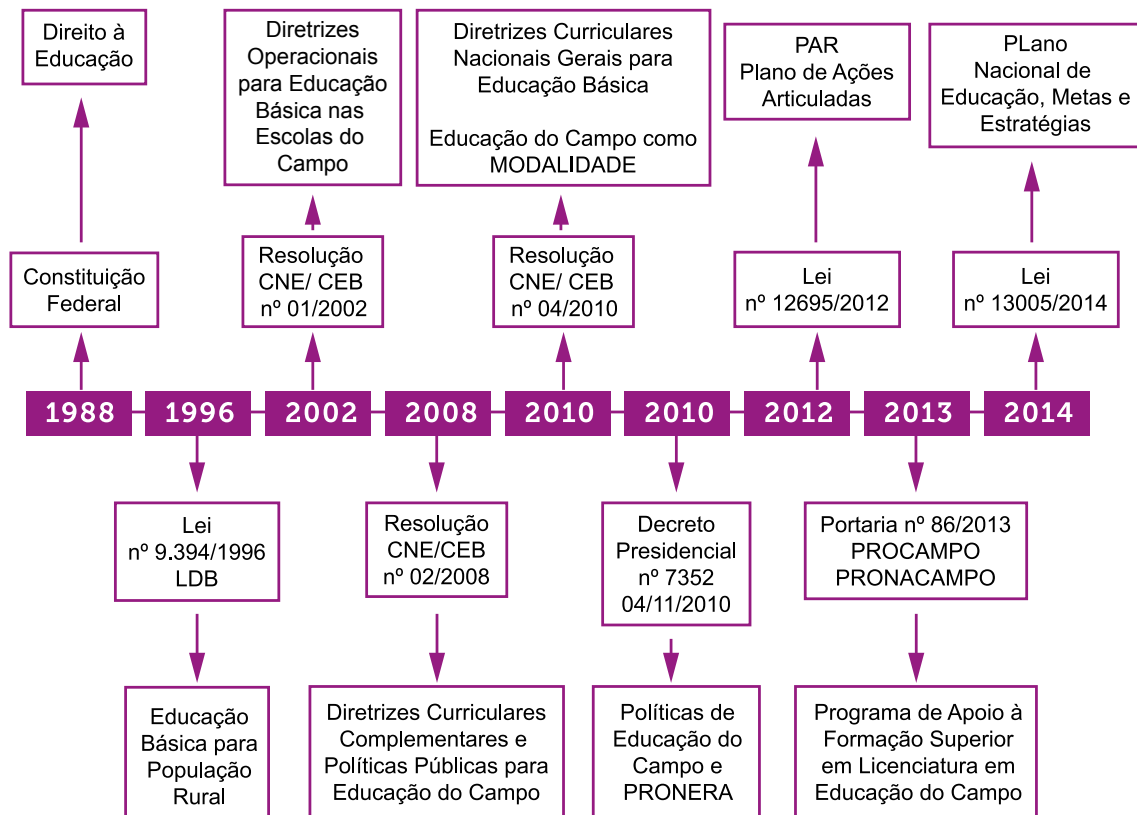 Direito à
Educação
Diretrizes
Operacionais
para Educação
Básica nas
Escolas do
Campo
Diretrizes Curriculares
Nacionais Gerais para
Educação Básica
Educação do Campo como
MODALIDADE
PAR
Plano de Ações
Articuladas
PLano
Nacional de
Educação, Metas e
Estratégias
Constituição
Federal
Resolução
CNE/ CEB
nº 01/2002
Resolução
CNE/ CEB
nº 04/2010
Lei
nº 12695/2012
Lei
nº 13005/2014
1988
1996
2002
2008
2010
2010
2012
2013
2014
Lei
nº 9.394/1996
LDB
Resolução
CNE/CEB
nº 02/2008
Decreto
Presidencial
nº 7352
04/11/2010
Portaria nº 86/2013
PROCAMPO
PRONACAMPO
Educação
Básica para
População
Rural
Diretrizes Curriculares
Complementares e
Políticas Públicas para
Educação do Campo
Políticas de
Educação do
Campo e
PRONERA
Programa de Apoio à
Formação Superior
em Licenciatura em
Educação do Campo